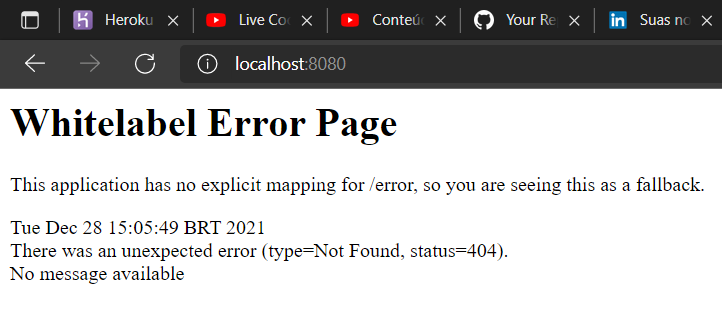 Heroku
Live Co
Conteú
Your Re
Suas no
localhost:8080
Whitelabel Error Page
This application has no explicit mapping for /error, so you are seeing this as a fallback.
Tue Dec 28 15:05:49 BRT 2021
There was an unexpected error (type=Not Found, status=404).
No message available